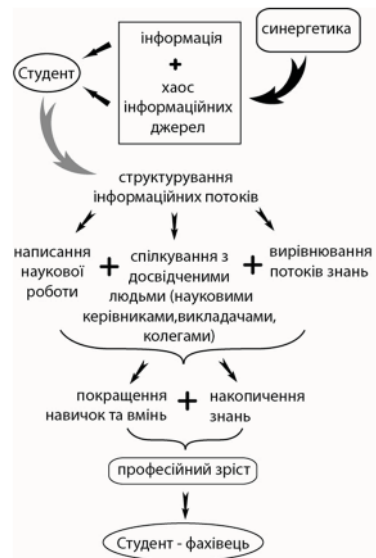 синергетика
інформація
+
хаос
інформаційних
джерел
Студент
структурування
інформаційних потоків
написання
наукової
роботи
+
спілкування з
досвідченими
людьми (науковими
керівниками,викладачами,
колегами)
+
вирівнювання
потоків знань
покращення
навичок та вмінь
+
накопичення
знань
професійний зріст
Студент - фахівець